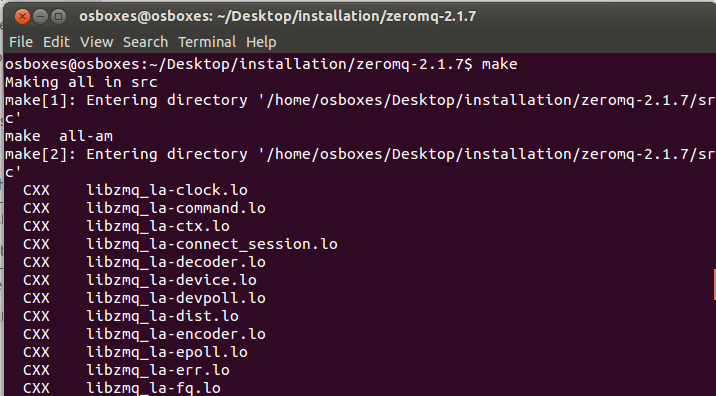 osboxes@osboxes: ~/Desktop/installation/zeromq-2.1.7
File Edit View Search Terminal Help
osboxes@osboxes:~/Desktop/installation/zeromq-2.1.7$ make
Making all in src
make[1]: Entering directory '/home/osboxes/Desktop/installation/zeromq-2.1.7/sr
c'
make  all-am
make[2]: Entering directory '/home/osboxes/Desktop/installation/zeromq-2.1.7/sr
c'
  CXX    libzmq_la-clock.lo
  CXX    libzmq_la-command.lo
  CXX    libzmq_la-ctx.lo
  CXX    libzmq_la-connect_session.lo
  CXX    libzmq_la-decoder.lo
  CXX    libzmq_la-device.lo
  CXX    libzmq_la-devpoll.lo
  CXX    libzmq_la-dist.lo
  CXX    libzmq_la-encoder.lo
  CXX    libzmq_la-epoll.lo
  CXX    libzmq_la-err.lo
  CXX    libzmq_la-fq.lo